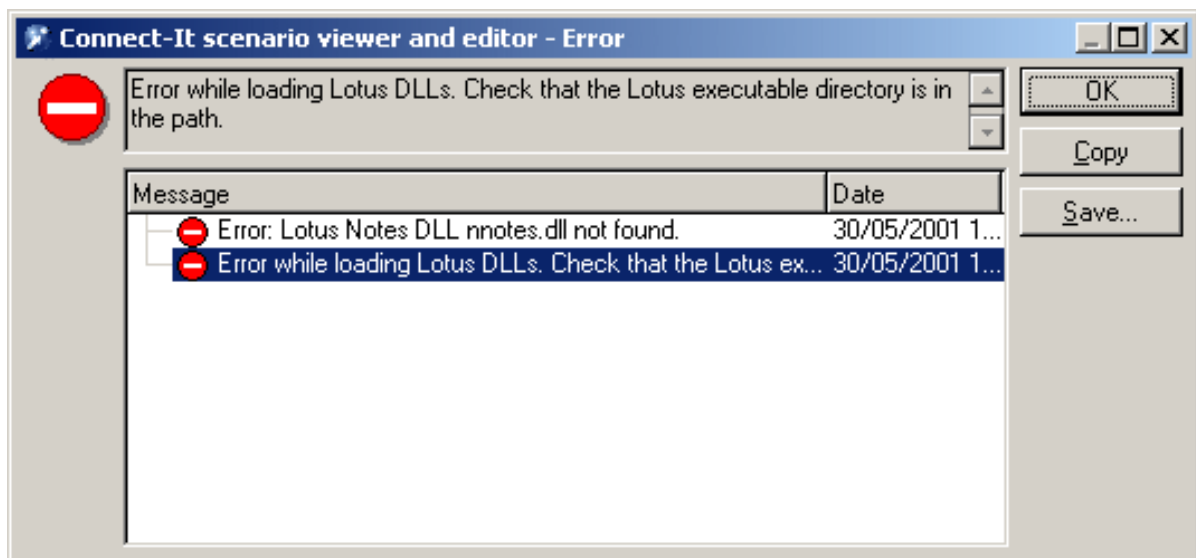 Connect-It scenario viewer and editor - Error
Error while loading Lotus DLLs. Check that the Lotus executable directory is in
the path.
OK
Copy
Save...
Message Date
Error: Lotus Notes DLL nnotes.dll not found. 30/05/2001 1...
Error while loading Lotus DLLs. Check that the Lotus ex... 30/05/2001 1...